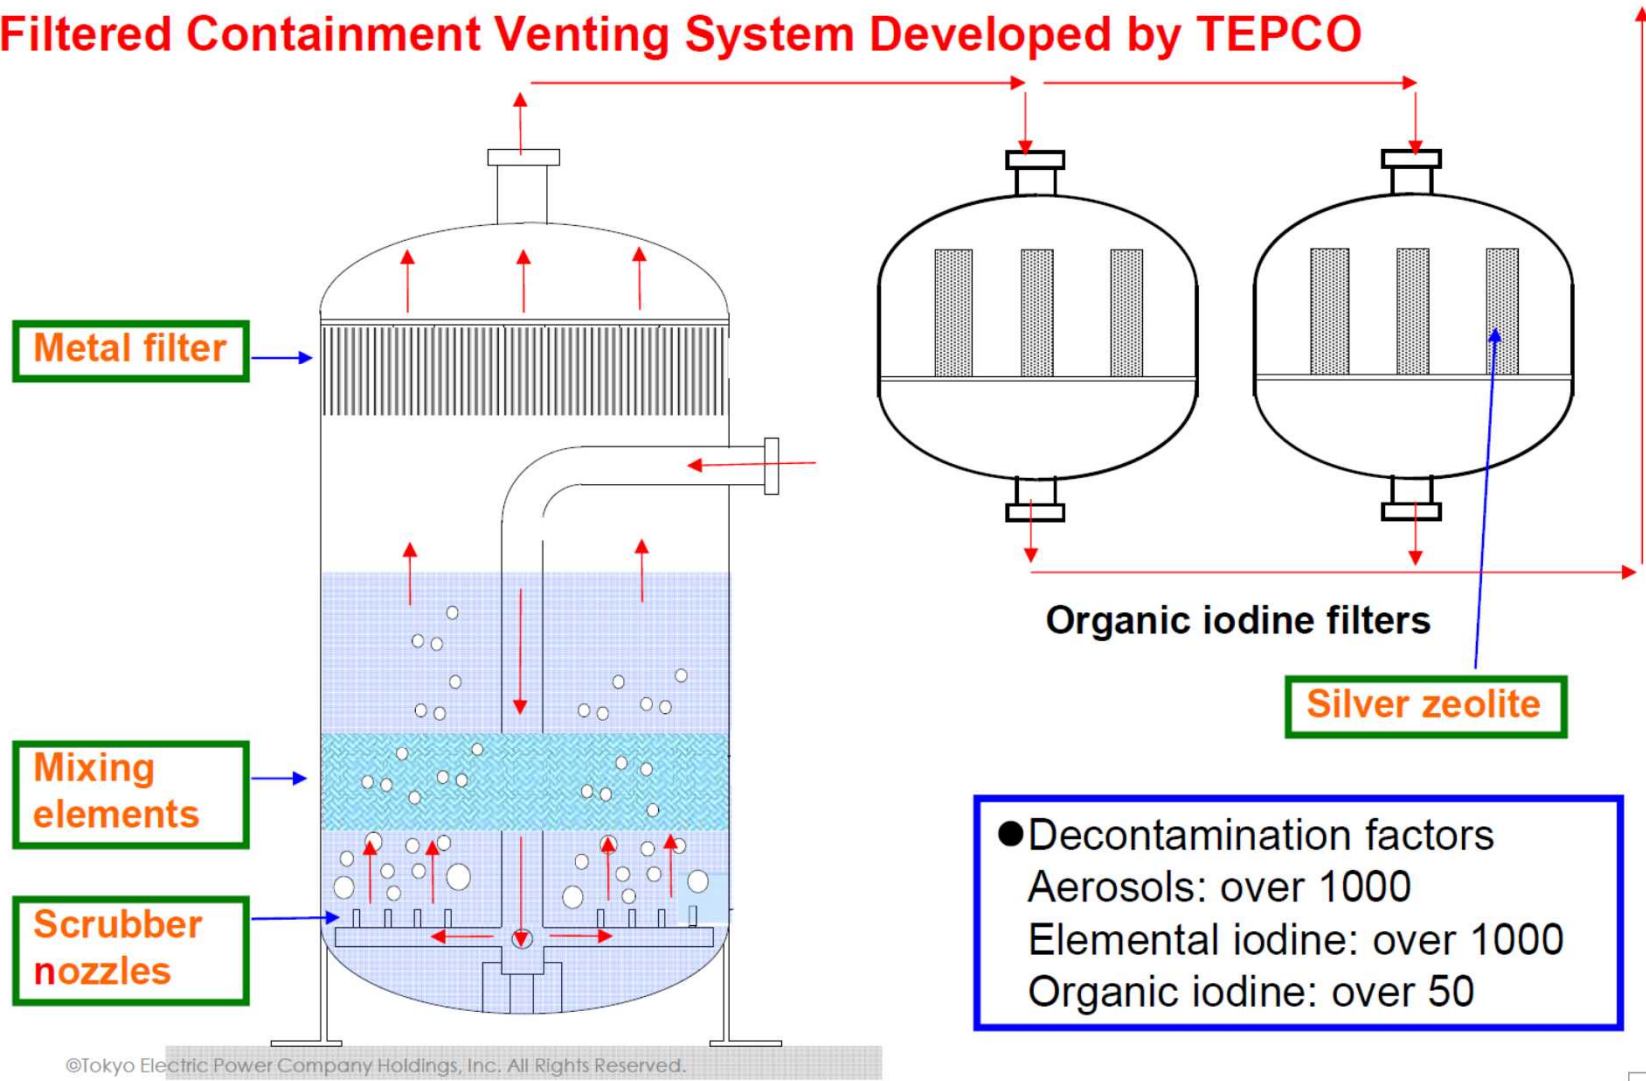 Filtered Containment Venting System Developed by TEPCO
Metal filter
Organic iodine filters
Silver zeolite
Mixing
elements
●Decontamination factors
Aerosols: over 1000
Elemental iodine: over 1000
Organic iodine: over 50
Scrubber
nozzles
©Tokyo Electric Power Company Holdings, Inc. All Rights Reserved.